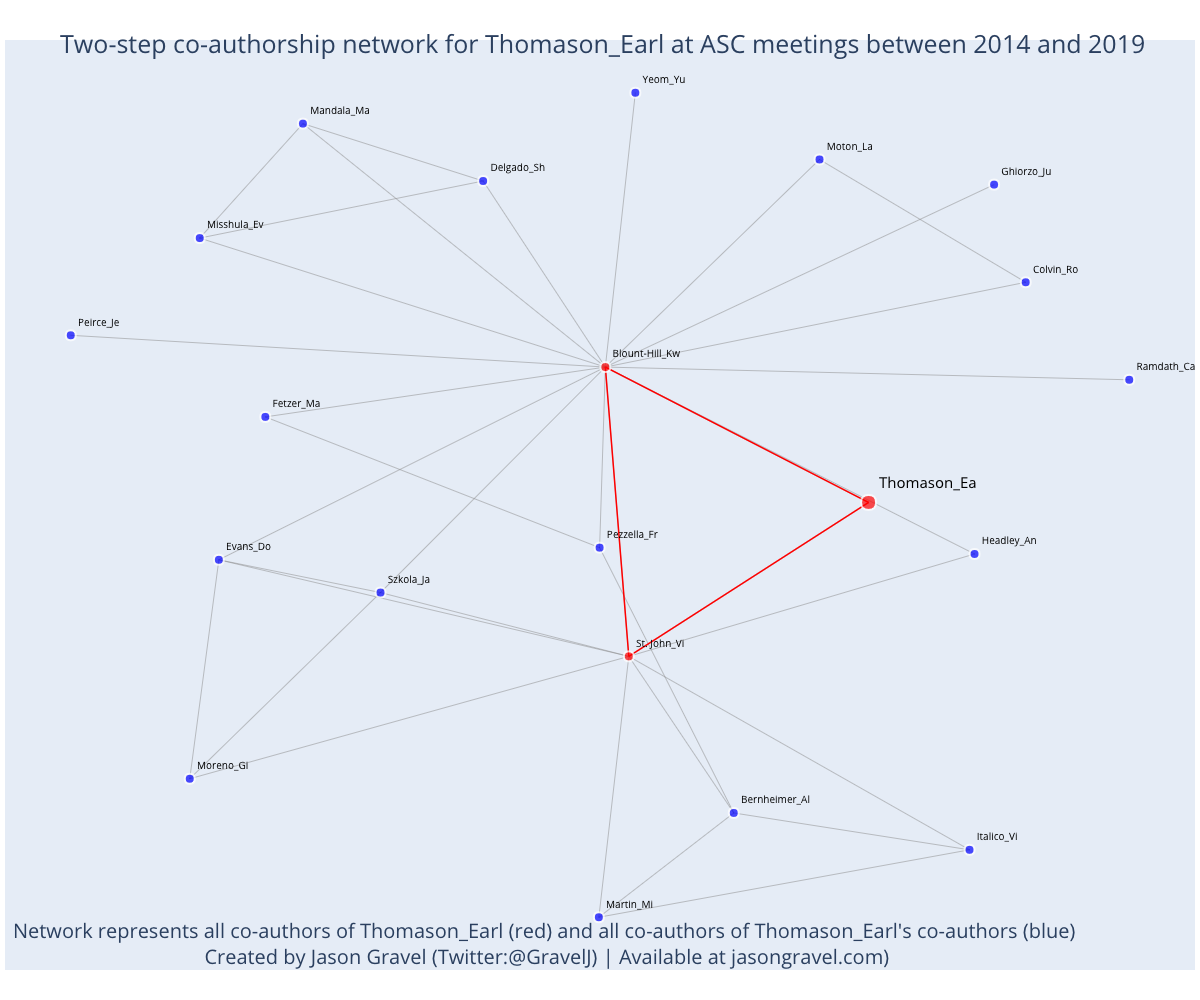 Two-step co-authorship network for Thomason_Earl at ASC meetings between 2014 and 2019
Yeom_Yu
Mandala_Ma
Moton_La
Delgado_Sh
Ghiorzo_Ju
Misshula_Ev
Colvin_Ro
Peirce_Je
Blount-Hill_Kw
Ramdath_Ca
Fetzer_Ma
Thomason_Ea
Pezzella_Fr
Headley_An
Evans_Do
Szkola_Ja
St. John_Vi
Moreno_Gi
Bernheimer_Al
Italico_Vi
Martin_Mi
Network represents all co-authors of Thomason_Earl (red) and all co-authors of Thomason_Earl's co-authors (blue)
Created by Jason Gravel (Twitter:@GravelJ) | Available at jasongravel.com)